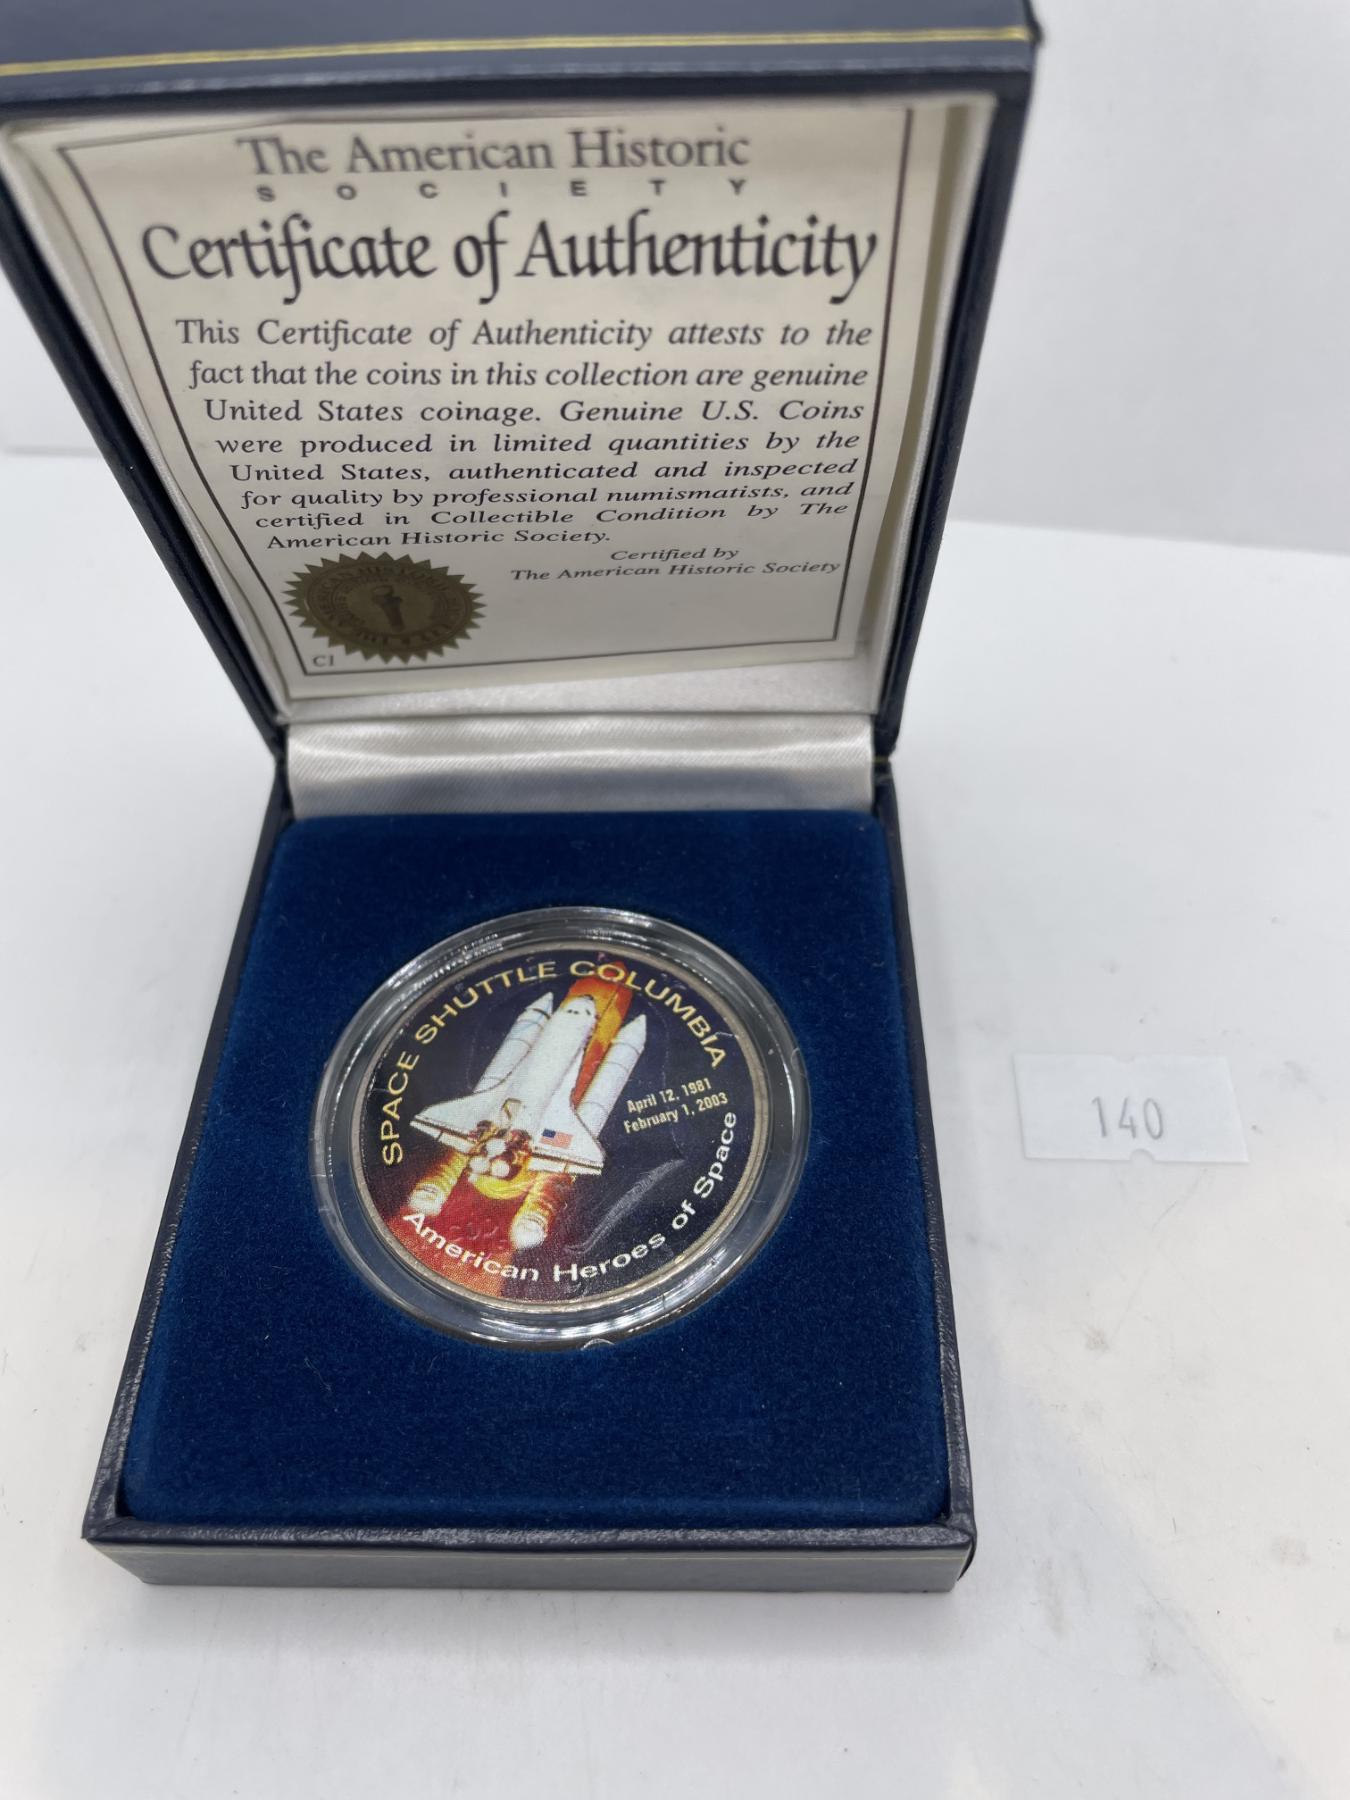 The American Historic
SOCIETY
Certificate of Authenticity
This Certificate of Authenticity attests to the
fact that the coins in this collection are genuine
United States coinage. Genuine U.S. Coins
were produced in limited quantities by the
United States, authenticated and inspected
for quality by professional numismatists, and
certified in Collectible Condition by The
American Historic Society.
Certified by
The American Historic Society
C1
SPACE SHUTTLE COLUMBIA
April 12, 1981
February 1, 2003
American Heroes of Space
140